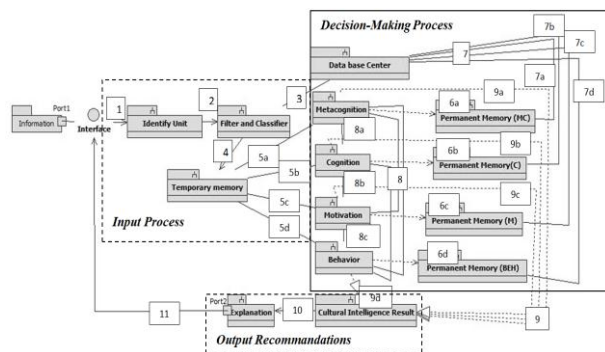 Decision-Making Process
7b
7c
7
Data base Center
7a
7d
3
9a
Port1
1
2
Information
Interface
Identify Unit
Filter and Classifier
Metacognition
6a
Permanent Memory (MC)
4
5a
8a
9b
5b
Cognition
6b
Permanent Memory(C)
Temporary memory
8b
8
9c
5c
Motivation
6c
Permanent Memory (M)
Input Process
5d
8c
6d
Behavior
Permanent Memory (BEH)
9d
Port2
11
Explanation
10
Cultural Intelligence Result
9
Output Recommandations